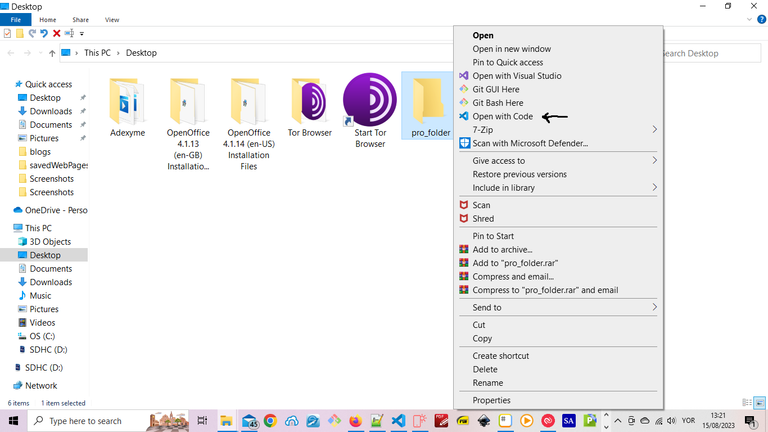 Desktop
File
Home
Share
View
This PC
Desktop
Search Desktop
Quick access
Desktop
Downloads
Documents
Pictures
blogs
savedWebPages
Screenshots
Screenshots
OneDrive - Perso
This PC
3D Objects
Desktop
Documents
Downloads
Music
Pictures
Videos
OS (C:)
SDHC (D:)
SDHC (D:)
Network
Adexyme
OpenOffice
4.1.13
(en-GB)
Installatio...
OpenOffice
4.1.14 (en-US)
Installation
Files
Tor Browser
Start Tor
Browser
pro_folder
Open
Open in new window
Pin to Quick access
Open with Visual Studio
Git GUI Here
Git Bash Here
Open with Code
7-Zip
Scan with Microsoft Defender...
Give access to
Restore previous versions
Include in library
Scan
Shred
Pin to Start
Add to archive...
Add to "pro_folder.rar"
Compress and email...
Compress to "pro_folder.rar" and email
Send to
Cut
Copy
Create shortcut
Delete
Rename
Properties
6 items
1 item selected
Type here to search
SA
YOR
13:21
15/08/2023